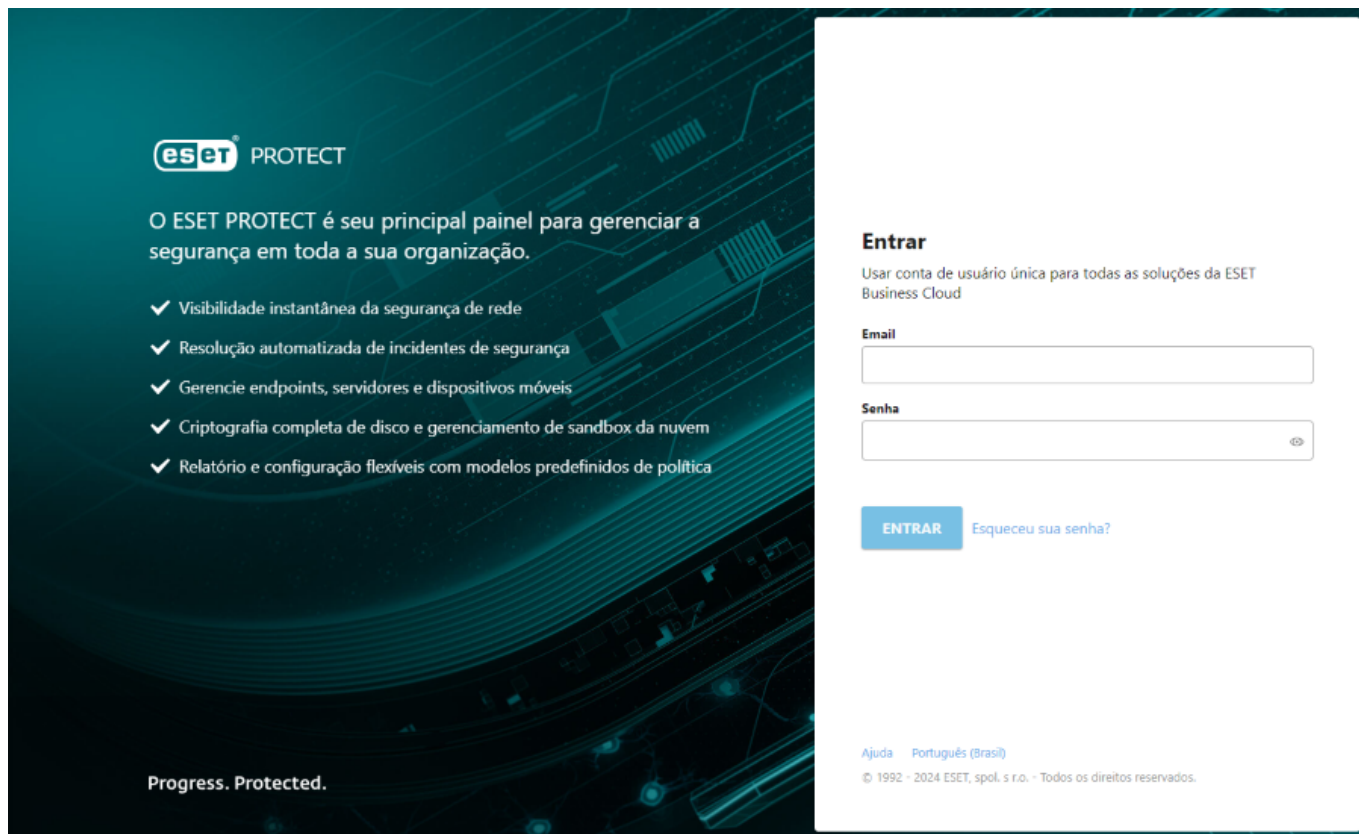 eset® PROTECT
O ESET PROTECT é seu principal painel para gerenciar a
segurança em toda a sua organização.
Visibilidade instantânea da segurança de rede
Resolução automatizada de incidentes de segurança
Gerencie endpoints, servidores e dispositivos móveis
Criptografia completa de disco e gerenciamento de sandbox da nuvem
Relatório e configuração flexíveis com modelos predefinidos de política
Progress. Protected.
Entrar
Usar conta de usuário única para todas as soluções da ESET
Business Cloud
Email
Senha
ENTRAR Esqueceu sua senha?
Ajuda Português (Brasil)
© 1992 - 2024 ESET, spol. s r.o. - Todos os direitos reservados.